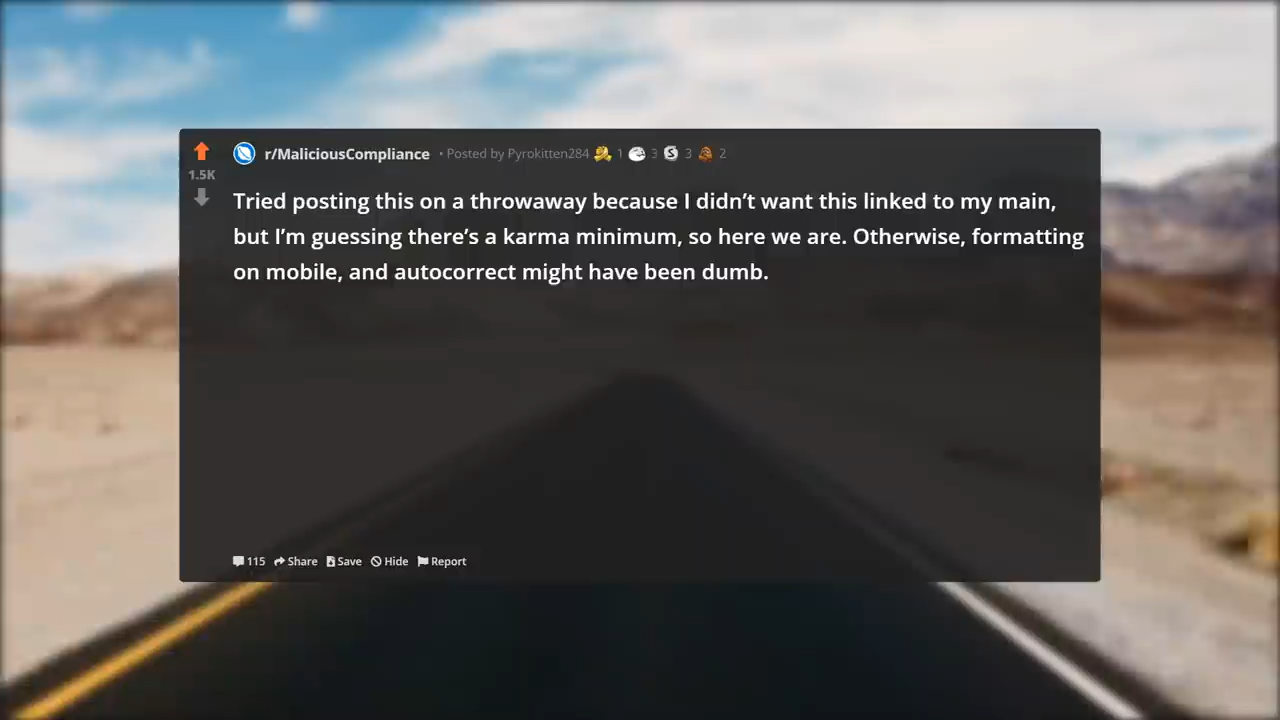 r/MaliciousCompliance • Posted by Pyrokitten284 1 3 S 3 2
1.5K
Tried posting this on a throwaway because I didn’t want this linked to my main,
but I’m guessing there’s a karma minimum, so here we are. Otherwise, formatting
on mobile, and autocorrect might have been dumb.
115 Share Save Hide Report